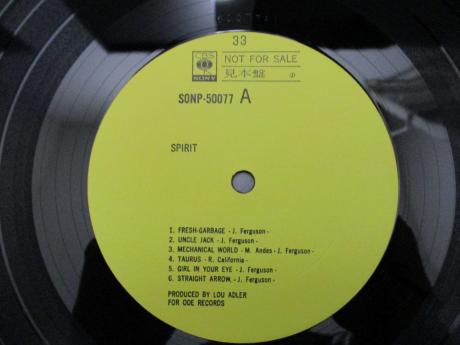 33
CBS
SONY
NOT FOR SALE
見本盤
SONP-50077 A
SPIRIT
1. FRESH-GARBAGE - J. Ferguson -
2. UNCLE JACK - J. Ferguson -
3. MECHANICAL WORLD - M. Andes - J. Ferguson -
4. TAURUS - R. California -
5. GIRL IN YOUR EYE - J. Ferguson -
6. STRAIGHT ARROW, - J. Ferguson -
PRODUCED BY LOU ADLER
FOR ODE RECORDS